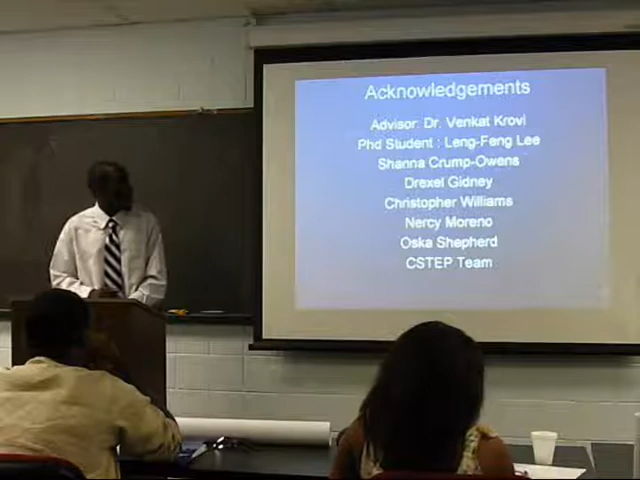 Acknowledgements
Advisor: Dr. Venkat Krovi
Phd Student : Leng-Feng Lee
Shanna Crump-Owens
Drexel Gidney
Christopher Williams
Nercy Moreno
Oska Shepherd
CSTEP Team